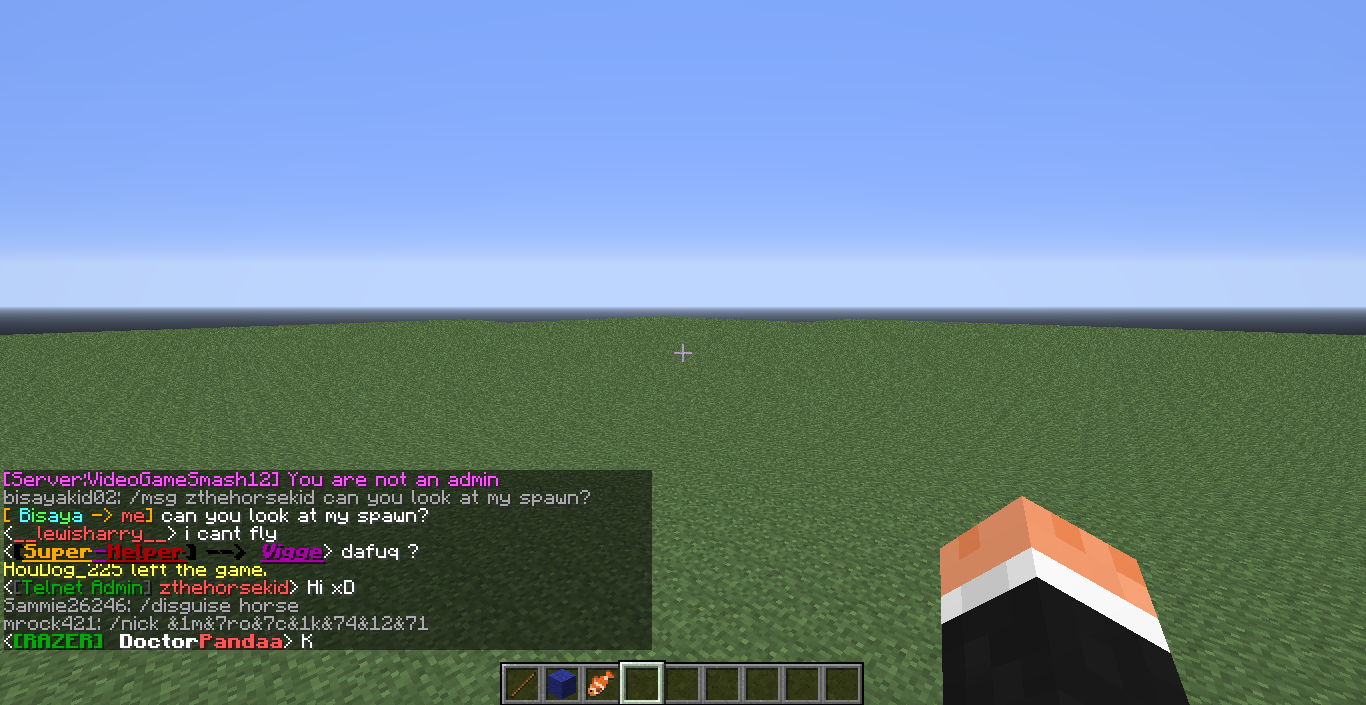 [Server:VideoGameSmash12] You are not an admin
bisayakid02: /msg zthehorsekid can you look at my spawn?
[ Bisaya -> me] can you look at my spawn?
<__lewisharry__> i cant fly
<[Super-Helper] --> Vigge> dafuq ?
HouDog_225 left the game.
<[Telnet Admin] zthehorsekid> Hi xD
Sammie26246: /disguise horse
mrock421: /nick &1m&7ro&7c&1k&74&12&71
<[RAZER] DoctorPandaa> K